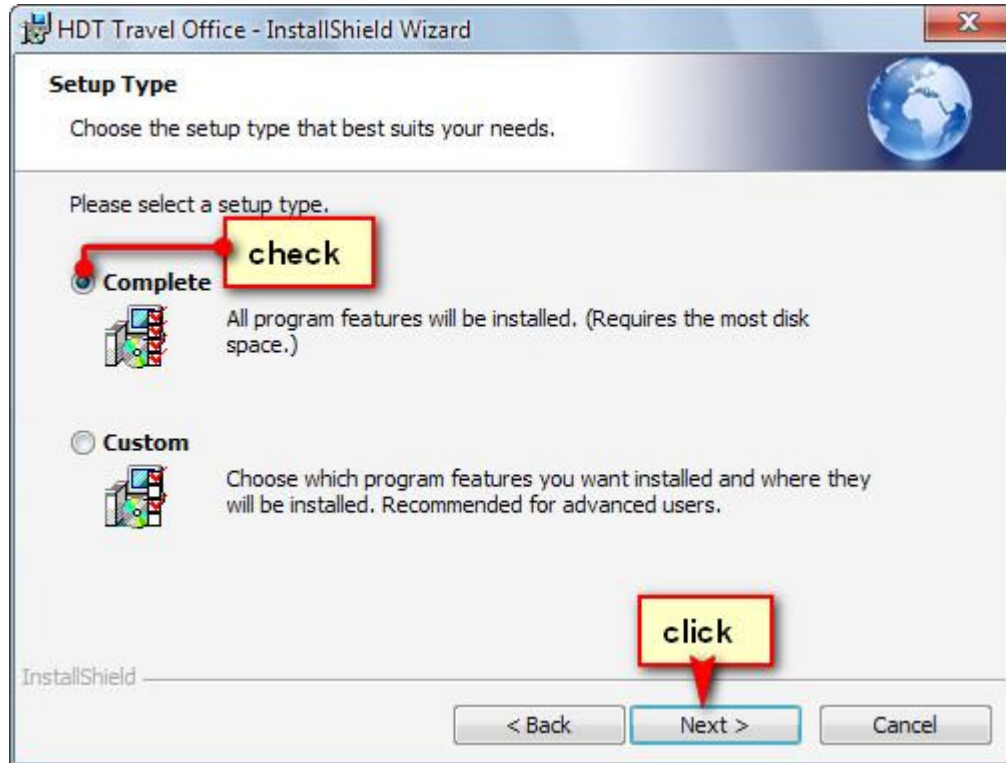 HDT Travel Office - InstallShield Wizard
Setup Type
Choose the setup type that best suits your needs.
Please select a setup type.
check
Complete
All program features will be installed. (Requires the most disk
space.)
Custom
Choose which program features you want installed and where they
will be installed. Recommended for advanced users.
click
InstallShield
< Back
Next >
Cancel